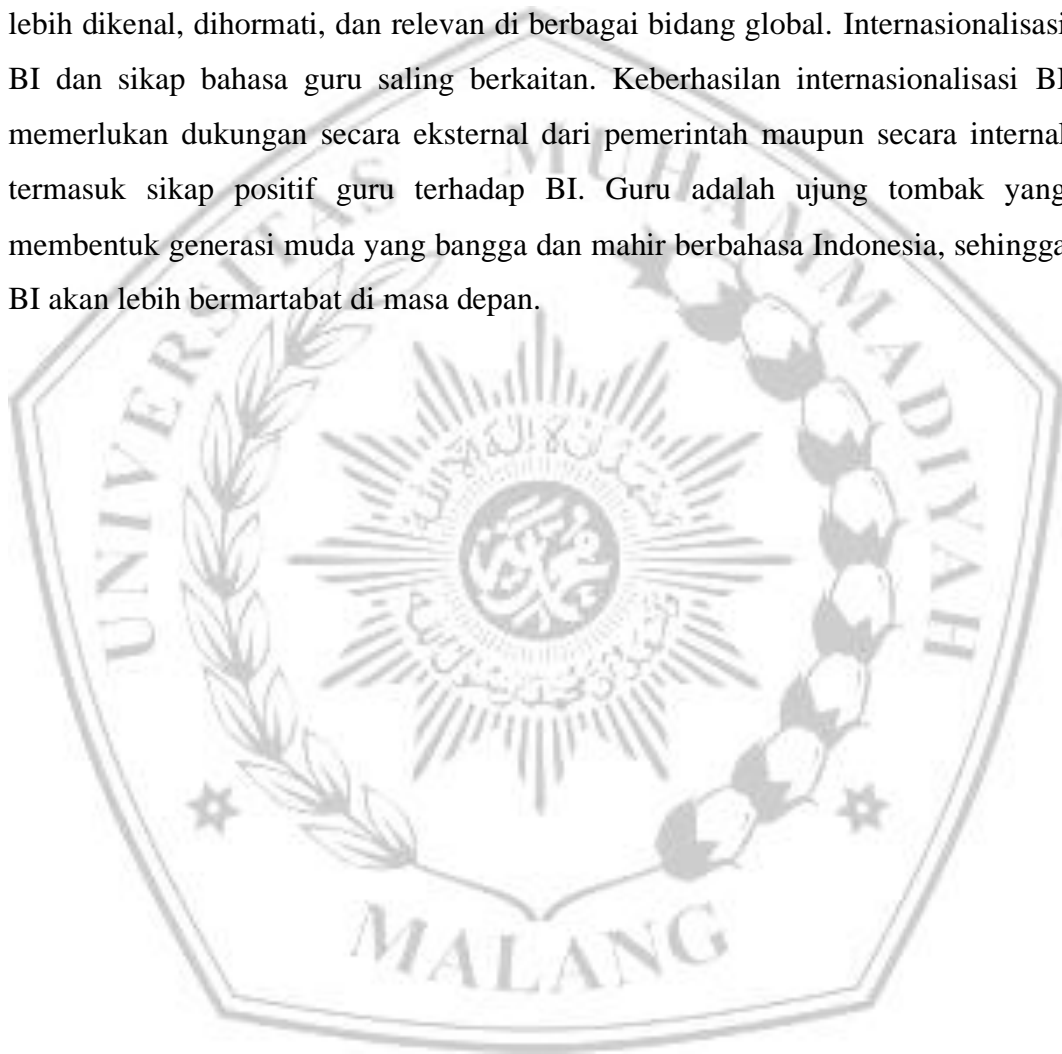 lebih dikenal, dihormati, dan relevan di berbagai bidang global. Internasionalisasi
BI dan sikap bahasa guru saling berkaitan. Keberhasilan internasionalisasi BI
memerlukan dukungan secara eksternal dari pemerintah maupun secara internal
termasuk sikap positif guru terhadap BI. Guru adalah ujung tombak yang
membentuk generasi muda yang bangga dan mahir berbahasa Indonesia, sehingga
BI akan lebih bermartabat di masa depan.
UNIVERSITAS MUHAMMADIYAH
MALANG